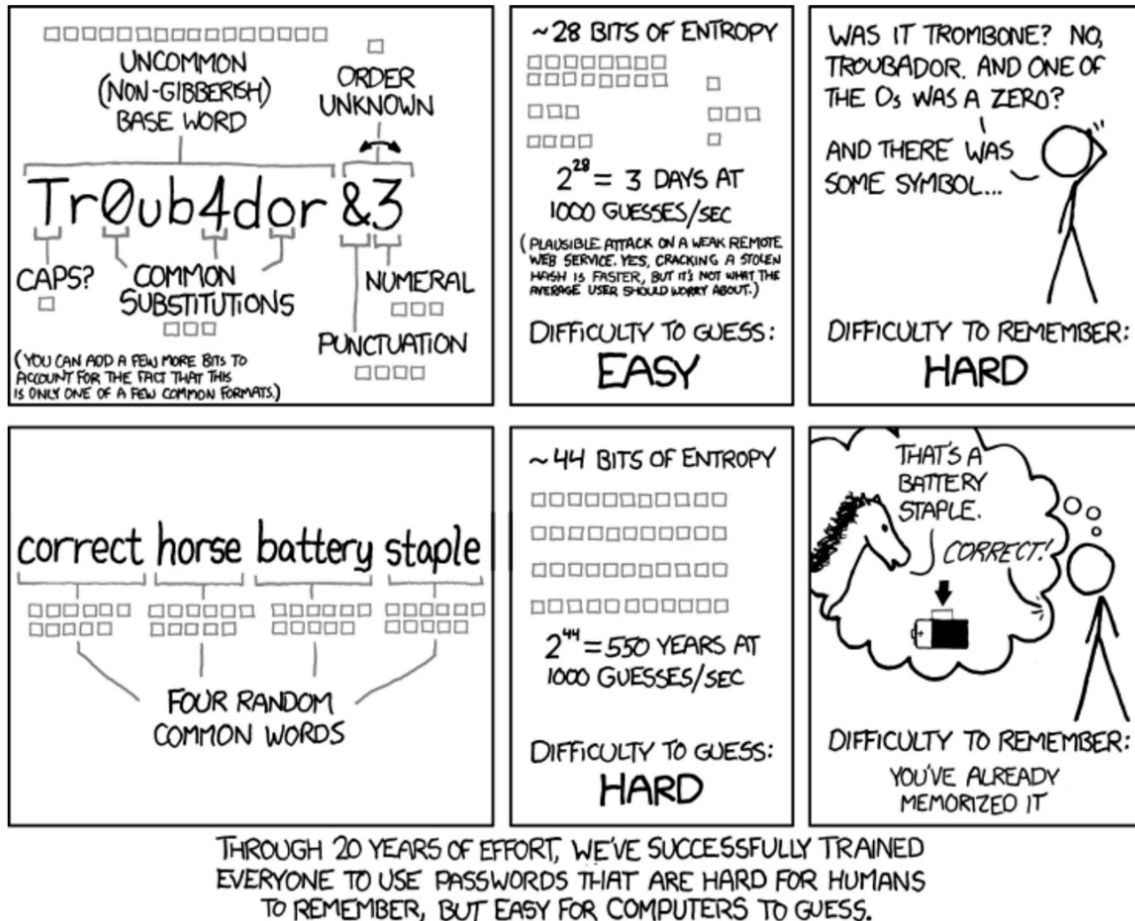 UNCOMMON
(NON-GIBBERISH)
BASE WORD
ORDER
UNKNOWN
Tr0ub4dor &3
CAPS?
COMMON
SUBSTITUTIONS
NUMERAL
PUNCTUATION
(YOU CAN ADD A FEW MORE BITS TO
ACCOUNT FOR THE FACT THAT THIS
IS ONLY ONE OF A FEW COMMON FORMATS.)
~28 BITS OF ENTROPY
2^28 = 3 DAYS AT
1000 GUESSES/SEC
(PLAUSIBLE ATTACK ON A WEAK REMOTE
WEB SERVICE. YES, CRACKING A STOLEN
HASH IS FASTER, BUT IT'S NOT WHAT THE
AVERAGE USER SHOULD WORRY ABOUT.)
DIFFICULTY TO GUESS:
EASY
WAS IT TROMBONE? NO,
TROUBADOR. AND ONE OF
THE Os WAS A ZERO?
AND THERE WAS
SOME SYMBOL...
DIFFICULTY TO REMEMBER:
HARD
correct horse battery staple
FOUR RANDOM
COMMON WORDS
~44 BITS OF ENTROPY
2^44 = 550 YEARS AT
1000 GUESSES/SEC
DIFFICULTY TO GUESS:
HARD
THAT'S A
BATTERY
STAPLE.
CORRECT!
DIFFICULTY TO REMEMBER:
YOU'VE ALREADY
MEMORIZED IT
THROUGH 20 YEARS OF EFFORT, WE'VE SUCCESSFULLY TRAINED
EVERYONE TO USE PASSWORDS THAT ARE HARD FOR HUMANS
TO REMEMBER, BUT EASY FOR COMPUTERS TO GUESS.